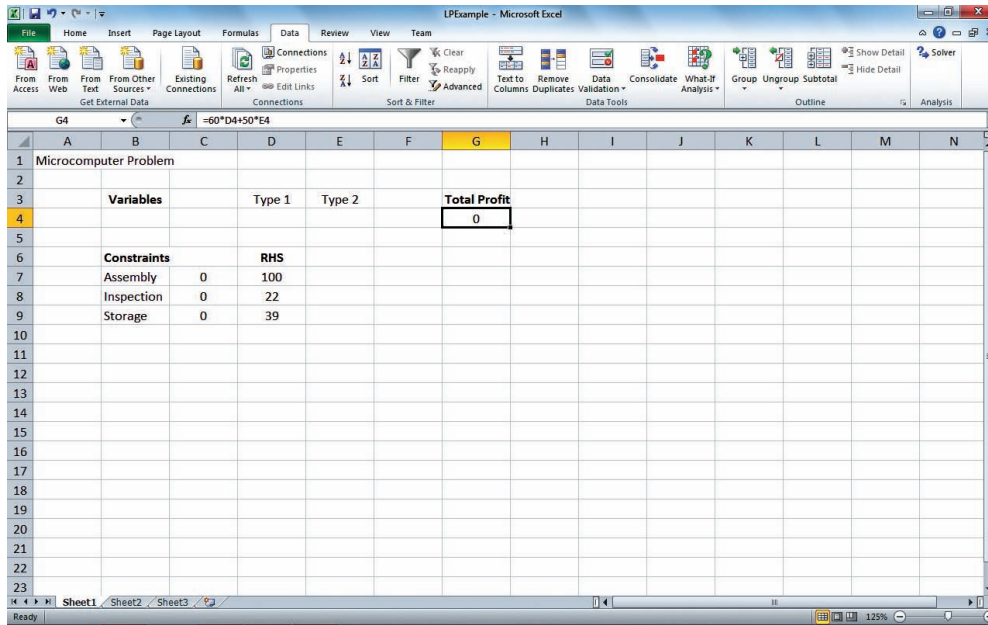 LPExample - Microsoft Excel
File Home Insert Page Layout Formulas Data Review View Team
From Access From Web From Text From Other Sources Existing Connections Refresh All Connections Properties Edit Links Sort Filter Clear Reapply Advanced Text to Columns Remove Duplicates Data Validation Consolidate What-If Analysis Group Ungroup Subtotal Show Detail Hide Detail Solver
Get External Data Connections Sort & Filter Data Tools Outline Analysis
G4 fx =60*D4+50*E4
A B C D E F G H I J K L M N
1 Microcomputer Problem
2
3 Variables Type 1 Type 2 Total Profit
4 0
5
6 Constraints RHS
7 Assembly 0 100
8 Inspection 0 22
9 Storage 0 39
10
11
12
13
14
15
16
17
18
19
20
21
22
23
Sheet1 Sheet2 Sheet3
Ready 125%